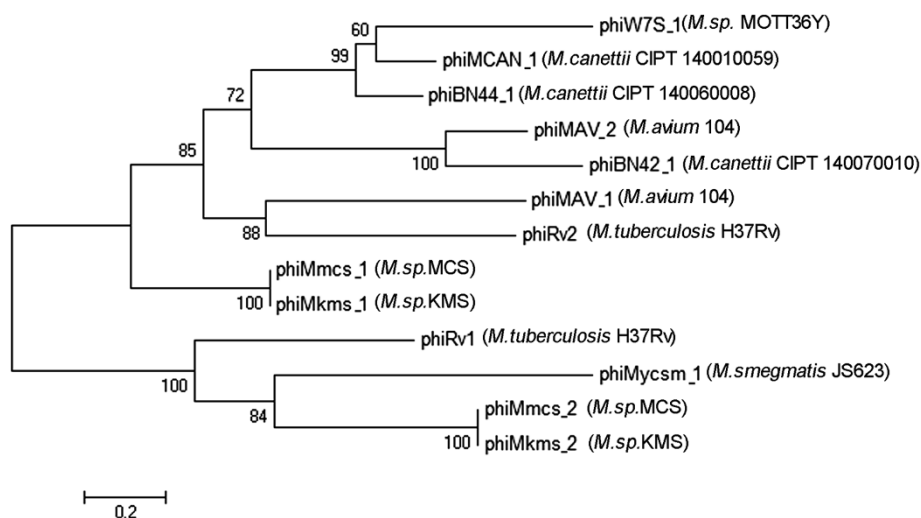 phiW7S_1 (M.sp. MOTT36Y)
60
phiMCAN_1 (M.canettii CIPT 140010059)
99
phiBN44_1 (M.canettii CIPT 140060008)
72
phiMAV_2 (M.avium 104)
85
100
phiBN42_1 (M.canettii CIPT 140070010)
phiMAV_1 (M.avium 104)
88
phiRv2 (M.tuberculosis H37Rv)
phiMmcs_1 (M.sp.MCS)
100
phiMkms_1 (M.sp.KMS)
phiRv1 (M.tuberculosis H37Rv)
100
phiMycsm_1 (M.smegmatis JS623)
84
phiMmcs_2 (M.sp.MCS)
100
phiMkms_2 (M.sp.KMS)
0.2